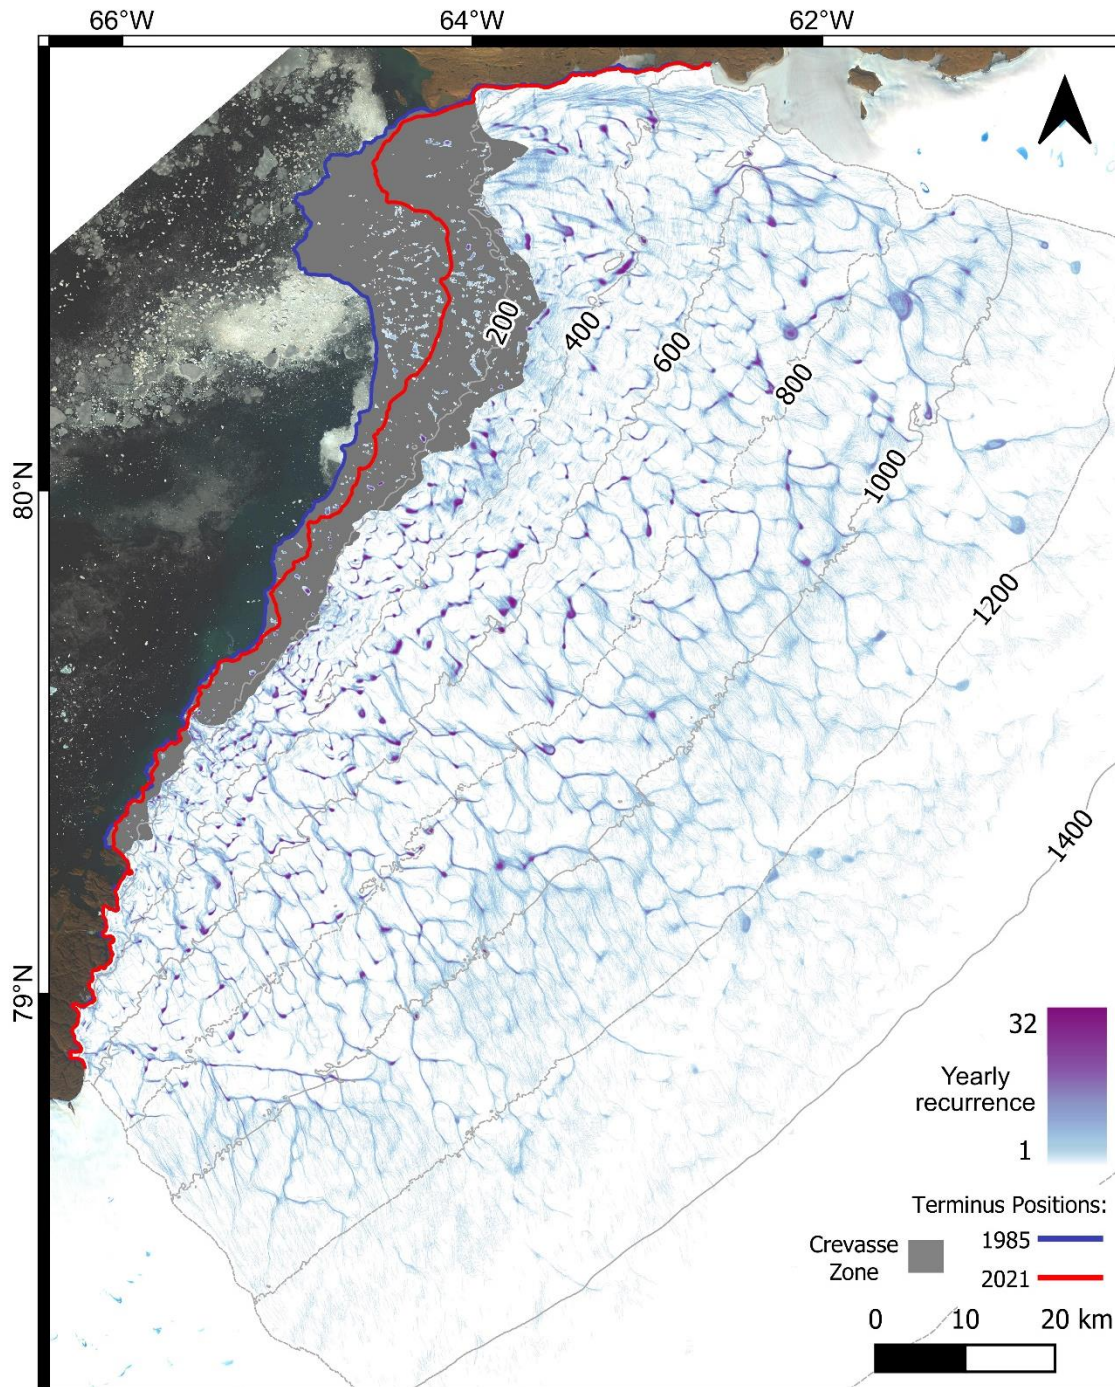 66°W
64°W
62°W
80°N
79°N
200
400
600
800
1000
1200
1400
32
Yearly
recurrence
1
Terminus Positions:
Crevasse
Zone
1985
2021
0
10
20 km